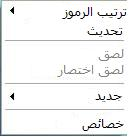 ترتيب الرموز
تحديث
لصق
لصق اختصار
جديد
خصائص